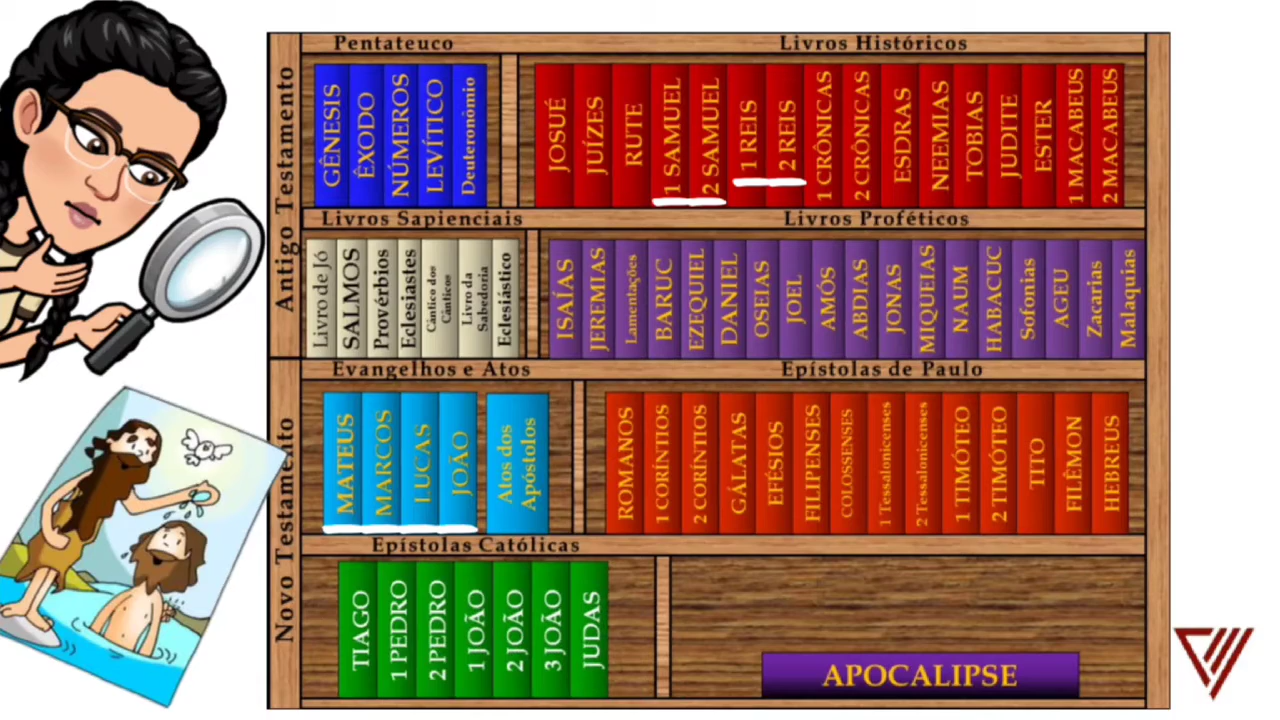 Pentateuco
Livros Históricos
Antigo Testamento
GÊNESIS
ÊXODO
NÚMEROS
LEVÍTICO
Deuteronômio
JOSUÉ
JUÍZES
RUTE
1 SAMUEL
2 SAMUEL
1 REIS
2 REIS
1 CRÔNICAS
2 CRÔNICAS
ESDRAS
NEEMIAS
TOBIAS
JUDITE
ESTER
1 MACABEUS
2 MACABEUS
Livros Sapienciais
Livros Proféticos
Livro de Jó
SALMOS
Provérbios
Eclesiastes
Cântico dos
Cânticos
Livro da
Sabedoria
Eclesiástico
ISAÍAS
JEREMIAS
Lamentações
BARUC
EZEQUIEL
DANIEL
OSEIAS
JOEL
AMÓS
ABDIAS
JONAS
MIQUEIAS
NAUM
HABACUC
Sofonias
AGEU
Zacarias
Malaquias
Evangelhos e Atos
Epístolas de Paulo
Novo Testamento
MATEUS
MARCOS
LUCAS
JOÃO
Atos dos
Apóstolos
ROMANOS
1 CORÍNTIOS
2 CORÍNTIOS
GÁLATAS
EFÉSIOS
FILIPENSES
COLOSSENSES
1 Tessalonicenses
2 Tessalonicenses
1 TIMÓTEO
2 TIMÓTEO
TITO
FILÊMON
HEBREUS
Epístolas Católicas
TIAGO
1 PEDRO
2 PEDRO
1 JOÃO
2 JOÃO
3 JOÃO
JUDAS
APOCALIPSE